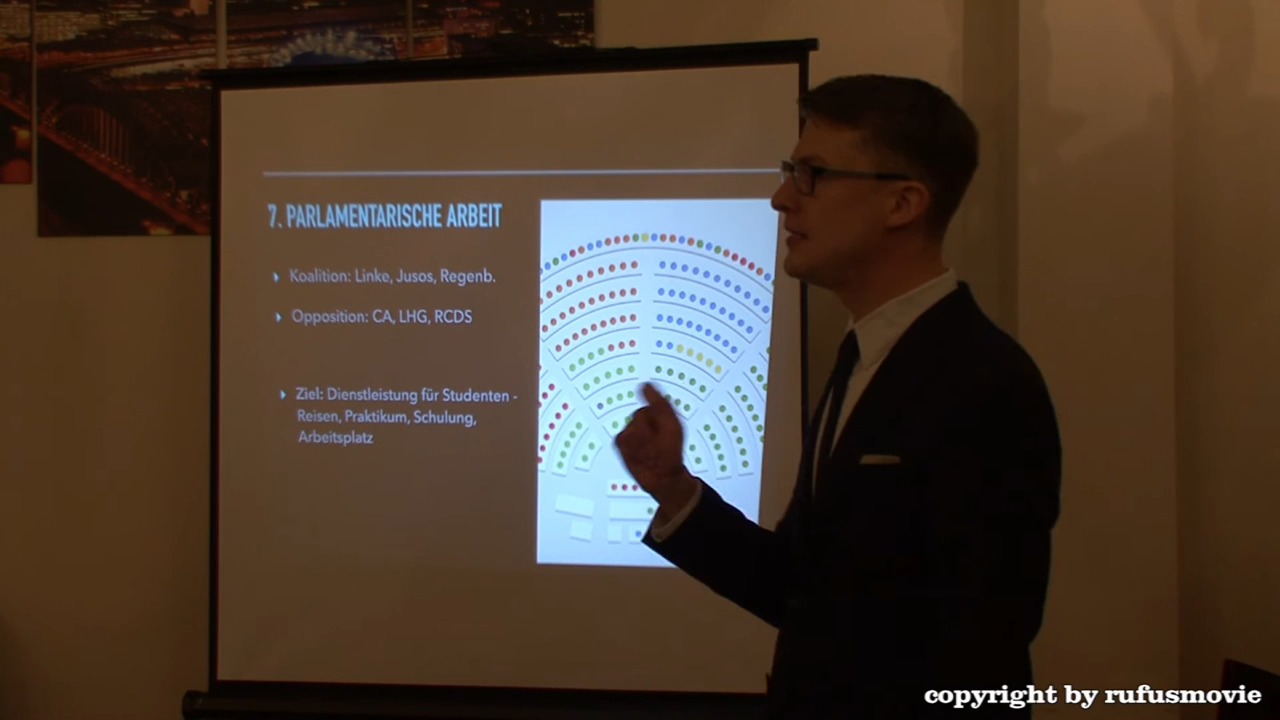 7. PARLAMENTARISCHE ARBEIT
Koalition: Linke, Jusos, Regenb.
Opposition: CA, LHG, RCDS
Ziel: Dienstleistung für Studenten -
Reisen, Praktikum, Schulung,
Arbeitsplatz
copyright by rufusmovie